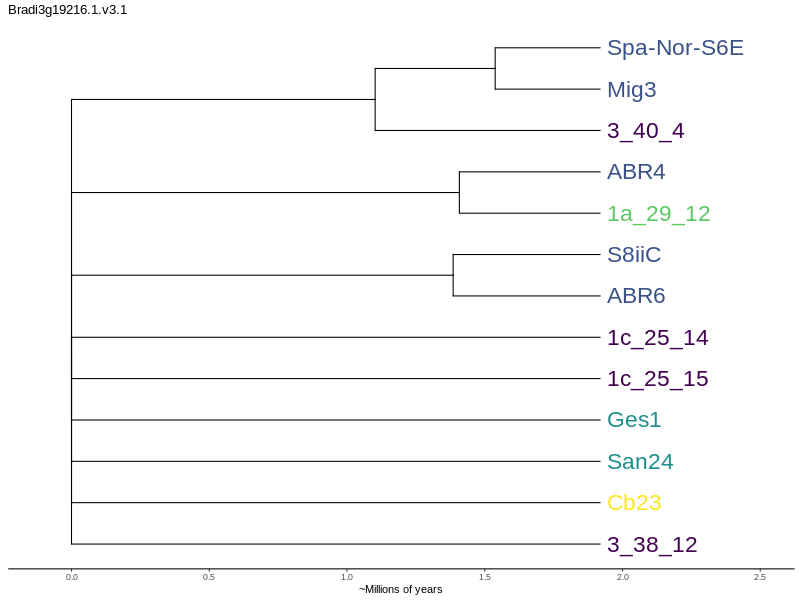 Bradi3g19216.1.v3.1
Spa-Nor-S6E
Mig3
3_40_4
ABR4
1a_29_12
S8iiC
ABR6
1c_25_14
1c_25_15
Ges1
San24
Cb23
3_38_12
0.0 0.5 1.0 1.5 2.0 2.5
~Millions of years